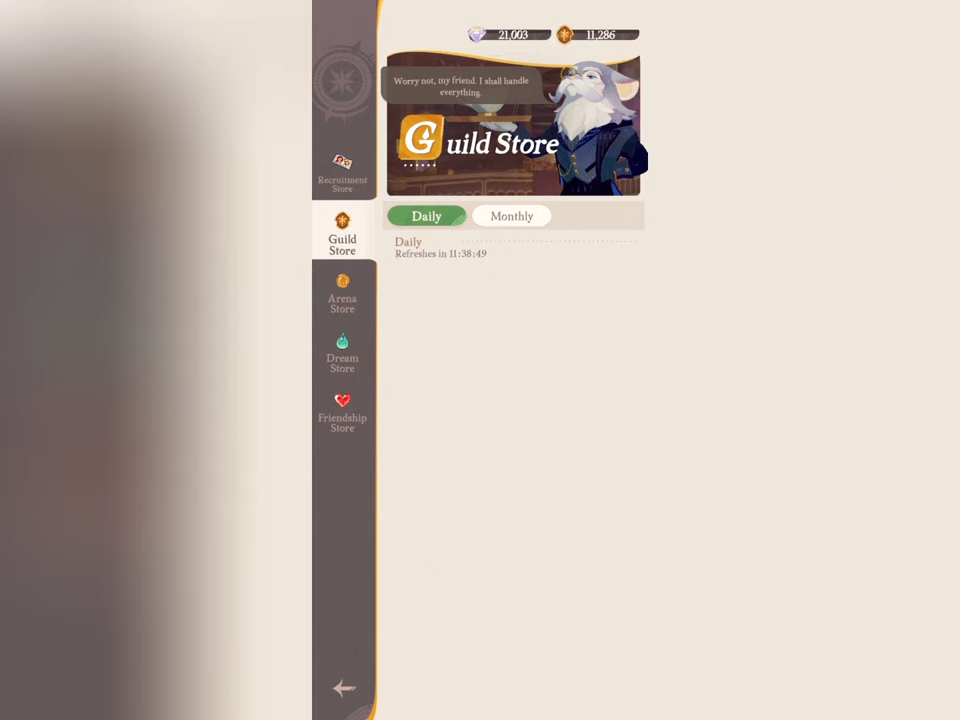 21,003
11,286
Worry not, my friend. I shall handle
everything.
Guild Store
Recruitment
Store
Guild
Store
Arena
Store
Dream
Store
Friendship
Store
Daily
Monthly
Daily
Refreshes in 11:38:49